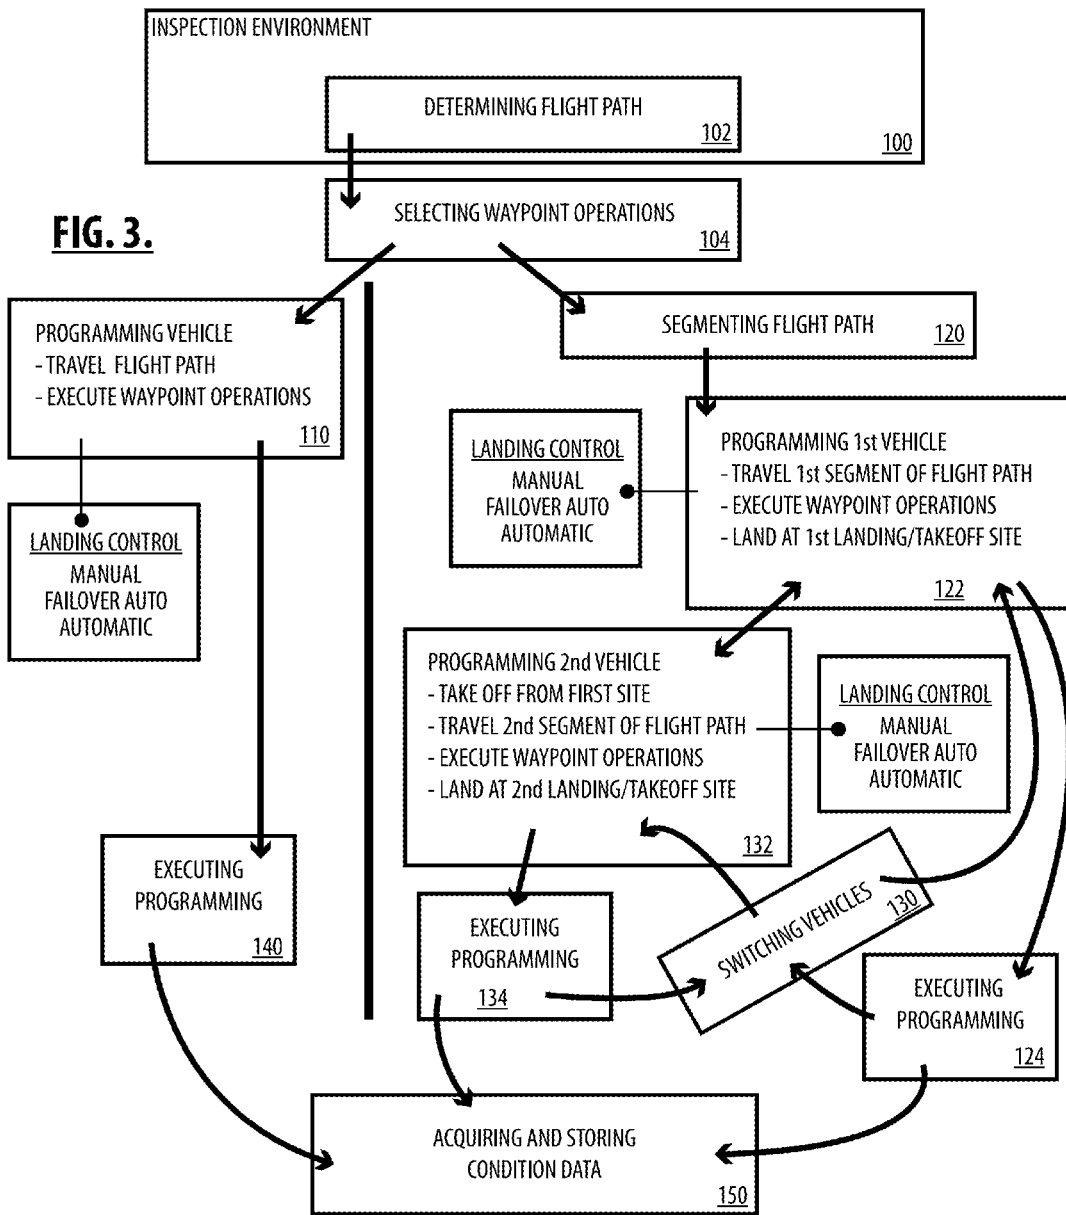 INSPECTION ENVIRONMENT
DETERMINING FLIGHT PATH
102
100
SELECTING WAYPOINT OPERATIONS
104
FIG. 3.
PROGRAMMING VEHICLE
- TRAVEL FLIGHT PATH
- EXECUTE WAYPOINT OPERATIONS
110
SEGMENTING FLIGHT PATH
120
LANDING CONTROL
MANUAL
FAILOVER AUTO
AUTOMATIC
PROGRAMMING 1st VEHICLE
- TRAVEL 1st SEGMENT OF FLIGHT PATH
- EXECUTE WAYPOINT OPERATIONS
- LAND AT 1st LANDING/TAKEOFF SITE
122
LANDING CONTROL
MANUAL
FAILOVER AUTO
AUTOMATIC
PROGRAMMING 2nd VEHICLE
- TAKE OFF FROM FIRST SITE
- TRAVEL 2nd SEGMENT OF FLIGHT PATH
- EXECUTE WAYPOINT OPERATIONS
- LAND AT 2nd LANDING/TAKEOFF SITE
132
LANDING CONTROL
MANUAL
FAILOVER AUTO
AUTOMATIC
EXECUTING
PROGRAMMING
140
EXECUTING
PROGRAMMING
134
SWITCHING VEHICLES
130
EXECUTING
PROGRAMMING
124
ACQUIRING AND STORING
CONDITION DATA
150